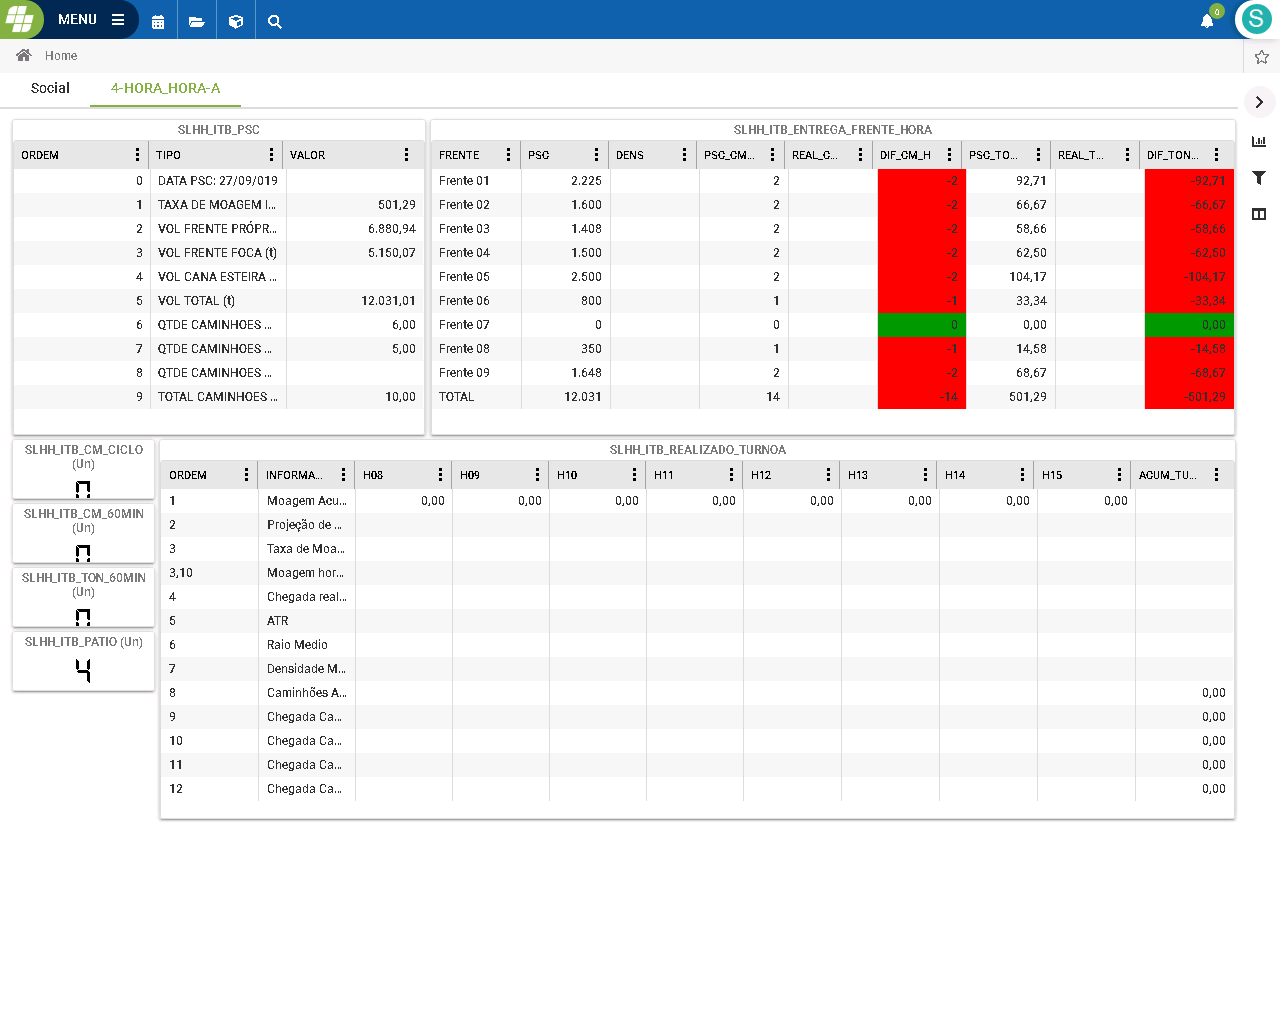 MENU
0
S
Home
Social 4-HORA_HORA-A
SLHH_ITB_PSC
ORDEM TIPO VALOR
0 DATA PSC: 27/09/019
1 TAXA DE MOAGEM I... 501,29
2 VOL FRENTE PRÓPR... 6.880,94
3 VOL FRENTE FOCA (t) 5.150,07
4 VOL CANA ESTEIRA ...
5 VOL TOTAL (t) 12.031,01
6 QTDE CAMINHOES ... 6,00
7 QTDE CAMINHOES ... 5,00
8 QTDE CAMINHOES ...
9 TOTAL CAMINHOES ... 10,00
SLHH_ITB_ENTREGA_FRENTE_HORA
FRENTE PSC DENS PSC_CM... REAL_C... DIF_CM_H PSC_TO... REAL_T... DIF_TON...
Frente 01 2.225 2 -2 92,71 -92,71
Frente 02 1.600 2 -2 66,67 -66,67
Frente 03 1.408 2 -2 58,66 -58,66
Frente 04 1.500 2 -2 62,50 -62,50
Frente 05 2.500 2 -2 104,17 -104,17
Frente 06 800 1 -1 33,34 -33,34
Frente 07 0 0 0 0,00 0,00
Frente 08 350 1 -1 14,58 -14,58
Frente 09 1.648 2 -2 68,67 -68,67
TOTAL 12.031 14 -14 501,29 -501,29
SLHH_ITB_CM_CICLO
(Un)
0
SLHH_ITB_CM_60MIN
(Un)
0
SLHH_ITB_TON_60MIN
(Un)
0
SLHH_ITB_PATIO (Un)
4
SLHH_ITB_REALIZADO_TURNOA
ORDEM INFORMA... H08 H09 H10 H11 H12 H13 H14 H15 ACUM_TU...
1 Moagem Acu... 0,00 0,00 0,00 0,00 0,00 0,00 0,00 0,00
2 Projeção de ...
3 Taxa de Moa...
3,10 Moagem hor...
4 Chegada real...
5 ATR
6 Raio Medio
7 Densidade M...
8 Caminhões A... 0,00
9 Chegada Ca... 0,00
10 Chegada Ca... 0,00
11 Chegada Ca... 0,00
12 Chegada Ca... 0,00